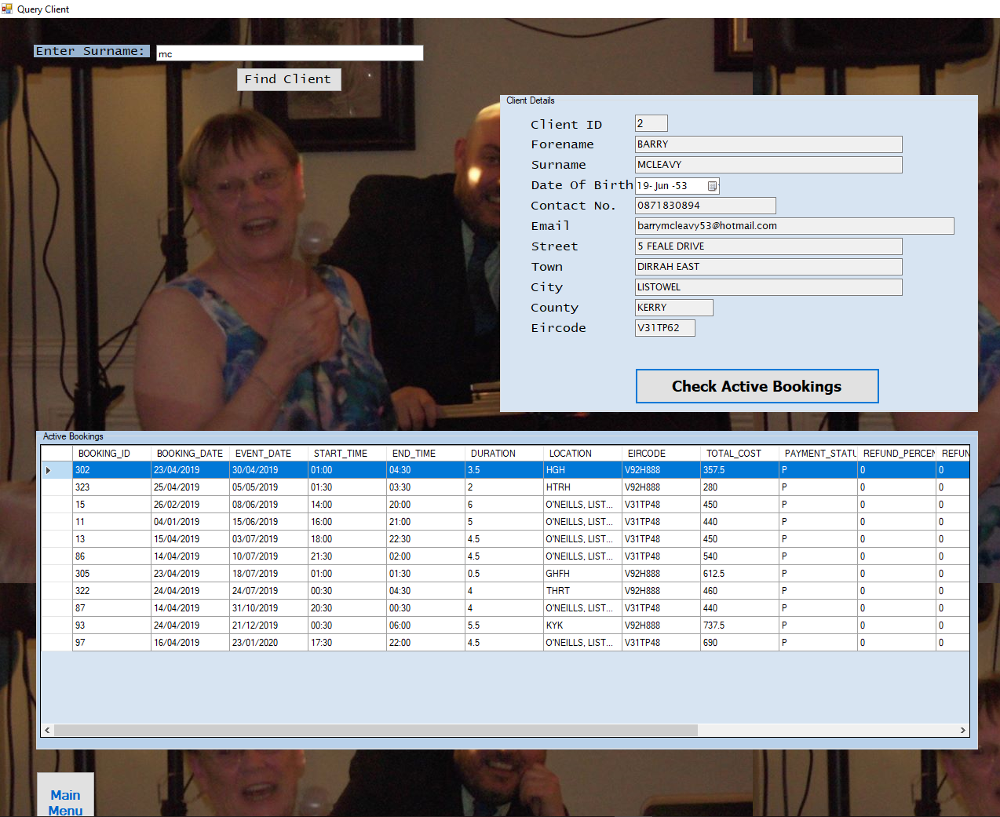 Query Client
Enter Surname: mc
Find Client
Client Details
Client ID 2
Forename BARRY
Surname MCLEAVY
Date Of Birth 19- Jun -53
Contact No. 0871830894
Email barrymcleavy53@hotmail.com
Street 5 FEALE DRIVE
Town DIRRAH EAST
City LISTOWEL
County KERRY
Eircode V31TP62
Check Active Bookings
Active Bookings
BOOKING_ID BOOKING_DATE EVENT_DATE START_TIME END_TIME DURATION LOCATION EIRCODE TOTAL_COST PAYMENT_STATU REFUND_PERCEN REFUN
302 23/04/2019 30/04/2019 01:00 04:30 3.5 HGH V92H888 357.5 P 0 0
323 25/04/2019 05/05/2019 01:30 03:30 2 HTRH V92H888 280 P 0 0
15 26/02/2019 08/06/2019 14:00 20:00 6 O'NEILLS, LIST... V31TP48 450 P 0 0
11 04/01/2019 15/06/2019 16:00 21:00 5 O'NEILLS, LIST... V31TP48 440 P 0 0
13 15/04/2019 03/07/2019 18:00 22:30 4.5 O'NEILLS, LIST... V31TP48 450 P 0 0
86 14/04/2019 10/07/2019 21:30 02:00 4.5 O'NEILLS, LIST... V31TP48 540 P 0 0
305 23/04/2019 18/07/2019 01:00 01:30 0.5 GHFH V92H888 612.5 P 0 0
322 24/04/2019 24/07/2019 00:30 04:30 4 THRT V92H888 460 P 0 0
87 14/04/2019 31/10/2019 20:30 00:30 4 O'NEILLS, LIST... V31TP48 440 P 0 0
93 24/04/2019 21/12/2019 00:30 06:00 5.5 KYK V92H888 737.5 P 0 0
97 16/04/2019 23/01/2020 17:30 22:00 4.5 O'NEILLS, LIST... V31TP48 690 P 0 0
Main
Menu